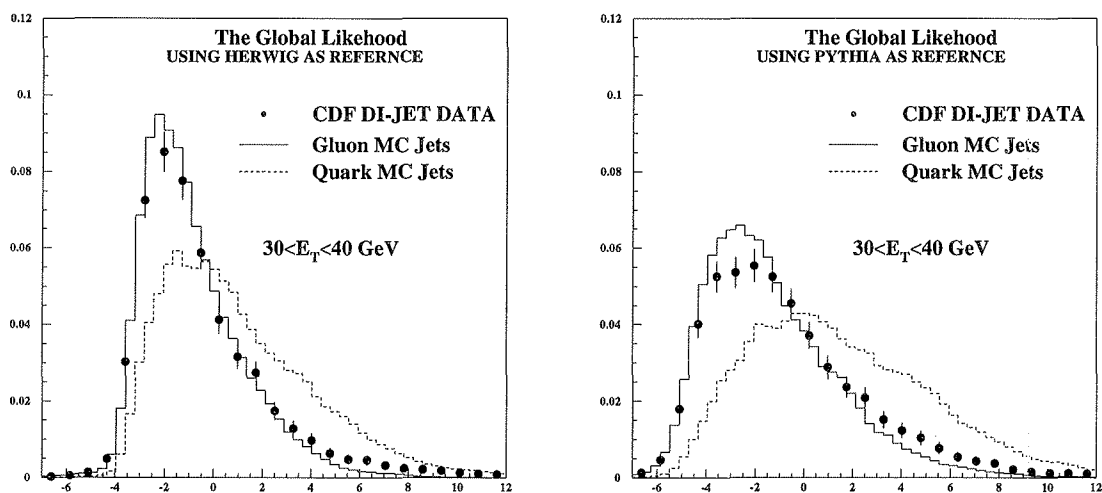 The Global Likehood
USING HERWIG AS REFERNCE
CDF DI-JET DATA
Gluon MC Jets
Quark MC Jets
30<E_T<40 GeV
0.12
0.1
0.08
0.06
0.04
0.02
0
-6 -4 -2 0 2 4 6 8 10 12
The Global Likehood
USING PYTHIA AS REFERNCE
CDF DI-JET DATA
Gluon MC Jets
Quark MC Jets
30<E_T<40 GeV
0.12
0.1
0.08
0.06
0.04
0.02
0
-6 -4 -2 0 2 4 6 8 10 12